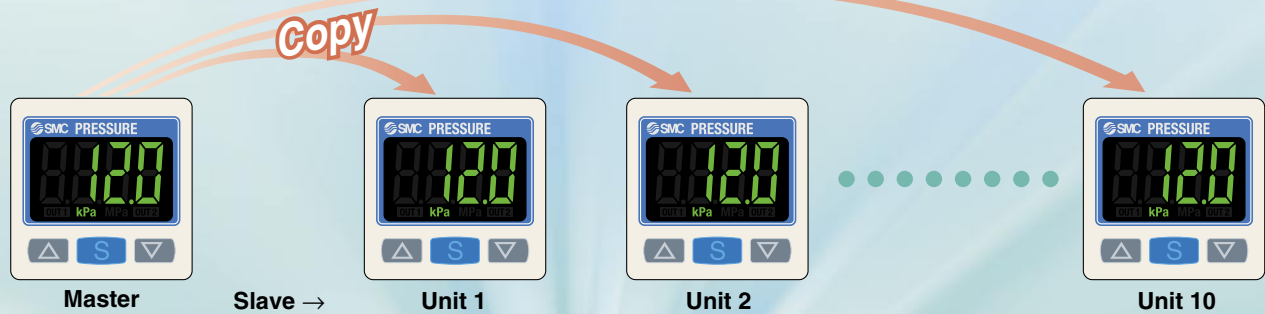 Copy
SMC PRESSURE
12.0
OUT1 kPa MPa OUT2
S
Master
Slave →
SMC PRESSURE
12.0
OUT1 kPa MPa OUT2
S
Unit 1
SMC PRESSURE
12.0
OUT1 kPa MPa OUT2
S
Unit 2
SMC PRESSURE
12.0
OUT1 kPa MPa OUT2
S
Unit 10